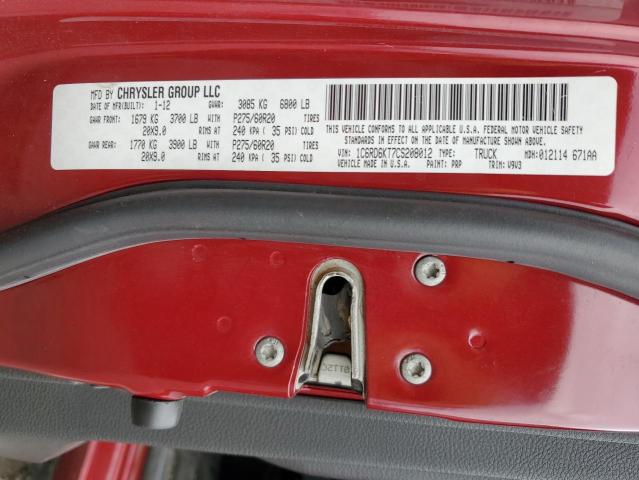 MFD BY CHRYSLER GROUP LLC
DATE OF MFR(BUILT): 1-12 GVWR: 3085 KG 6800 LB
GAWR FRONT: 1679 KG 3700 LB WITH P275/60R20 TIRES
20X9.0 RIMS AT 240 KPA ( 35 PSI) COLD
GAWR REAR: 1770 KG 3900 LB WITH P275/60R20 TIRES
20X9.0 RIMS AT 240 KPA ( 35 PSI) COLD
THIS VEHICLE CONFORMS TO ALL APPLICABLE U.S.A. FEDERAL MOTOR VEHICLE SAFETY
STANDARDS IN EFFECT ON THE DATE OF MANUFACTURE SHOWN ABOVE.
VIN: 1C6RD6KT7CS208012 TYPE: TRUCK MDH: 012114 671AA
VEHICLE MADE IN U.S.A. PAINT: PRP TRIM: V9V3